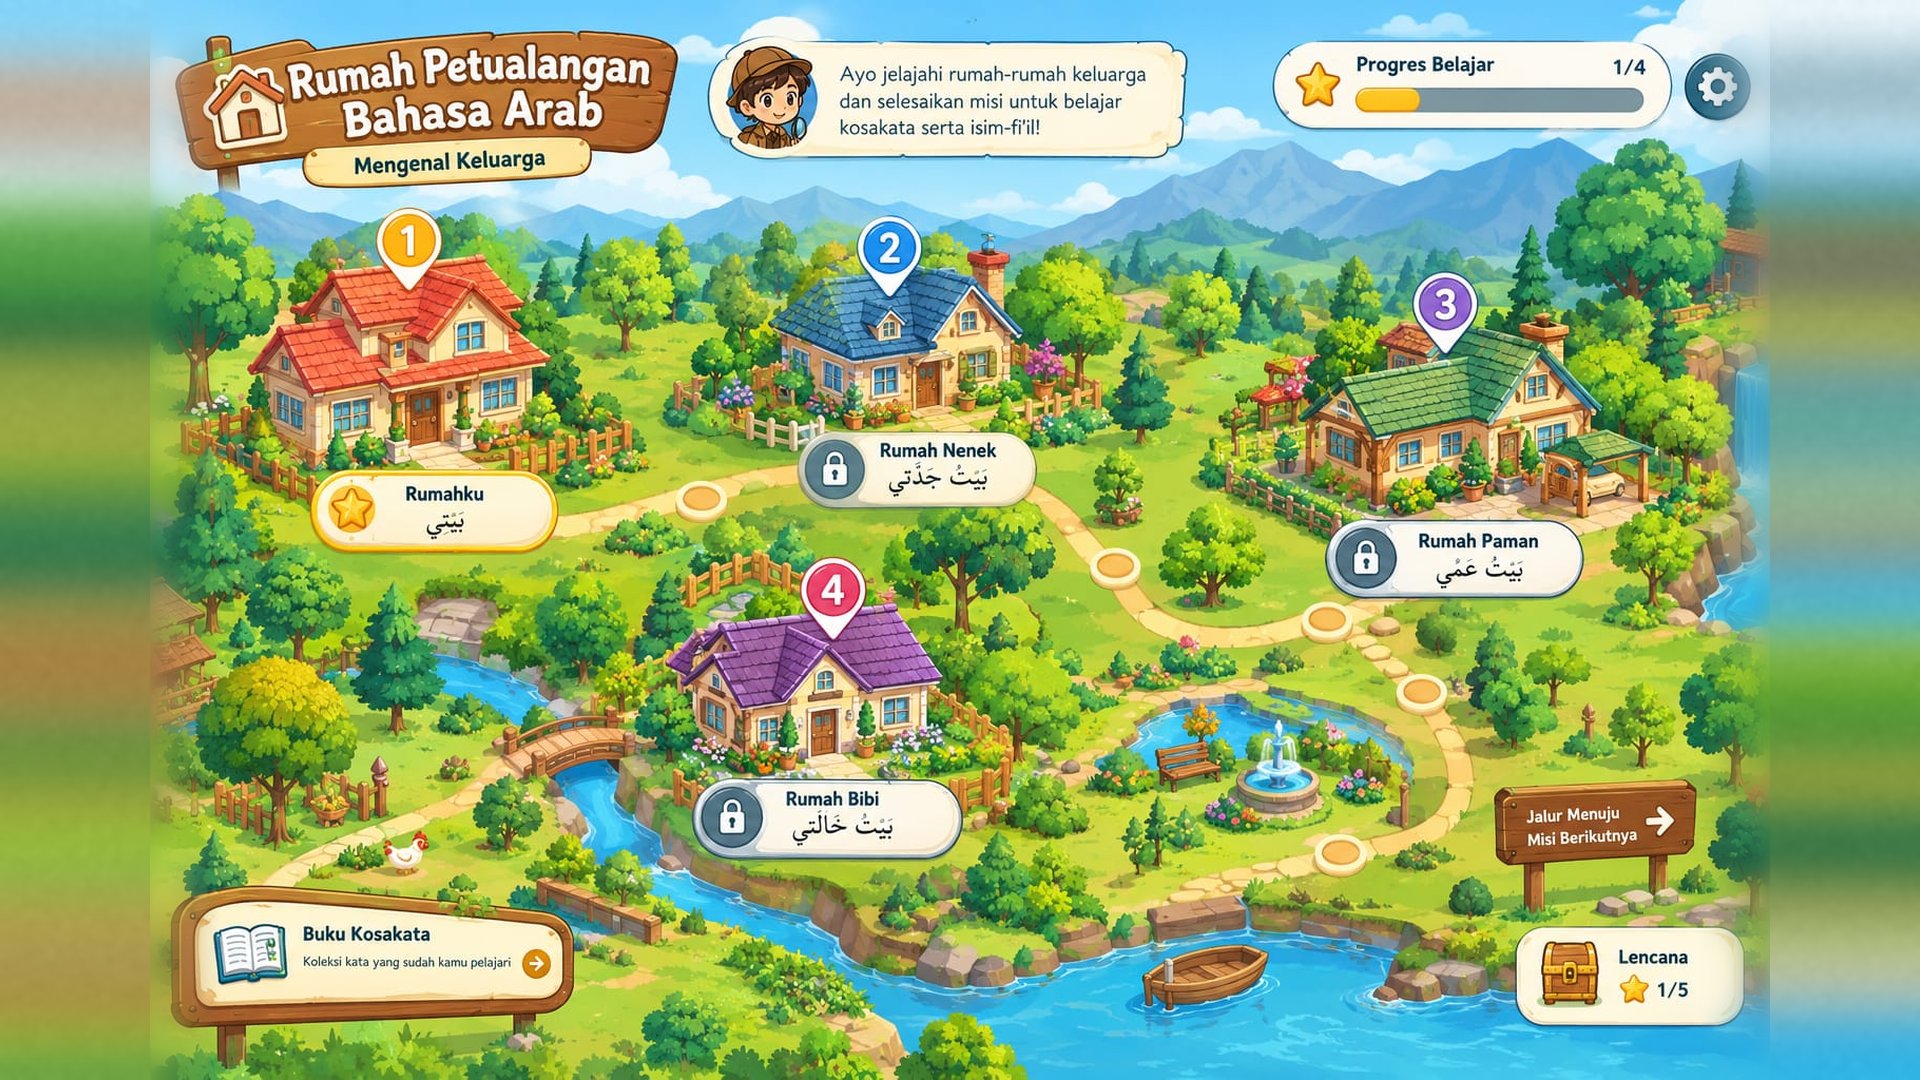 Rumah Petualangan
Bahasa Arab
Mengenal Keluarga
Ayo jelajahi rumah-rumah keluarga
dan selesaikan misi untuk belajar
kosakata serta isim-fi'il!
Progres Belajar 1/4
1
2
3
Rumah Nenek
بَيْتُ جَدَّتي
Rumahku
بَيْتِي
Rumah Paman
بَيْتُ عَمّي
4
Rumah Bibi
بَيْتُ خَالَتي
Jalur Menuju
Misi Berikutnya
Buku Kosakata
Koleksi kata yang sudah kamu pelajari
Lencana
1/5